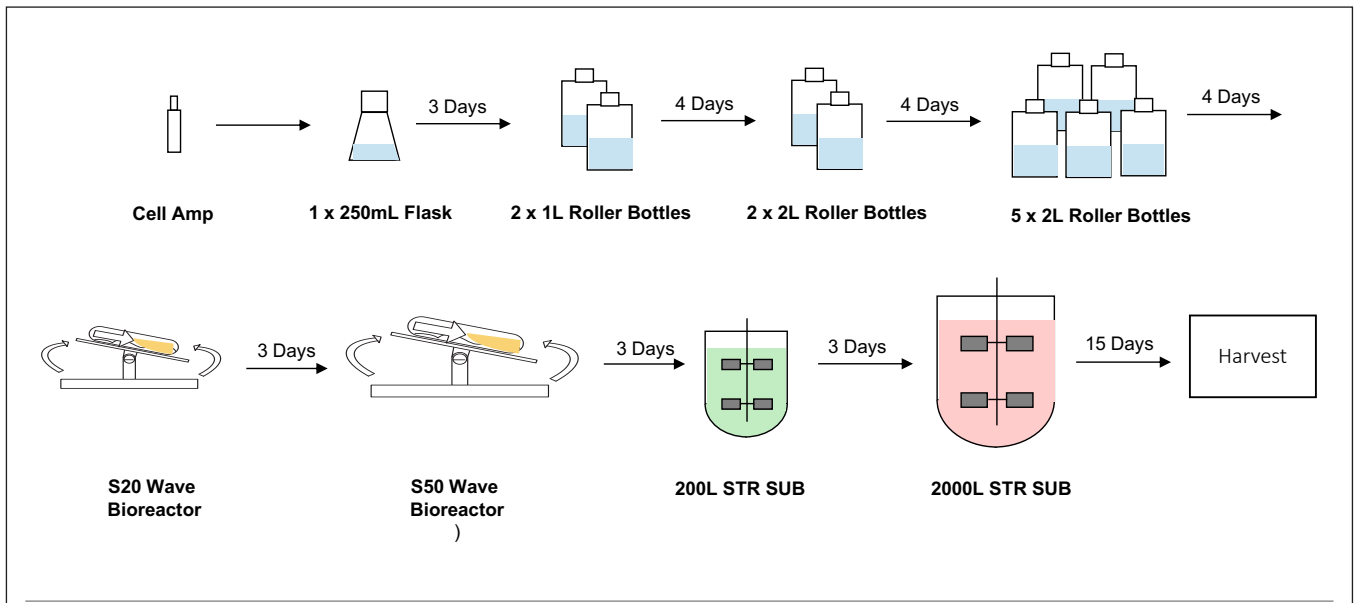 3 Days
4 Days
4 Days
4 Days
Cell Amp
1 x 250mL Flask
2 x 1L Roller Bottles
2 x 2L Roller Bottles
5 x 2L Roller Bottles
3 Days
3 Days
3 Days
15 Days
Harvest
S20 Wave
Bioreactor
S50 Wave
Bioreactor
)
200L STR SUB
2000L STR SUB